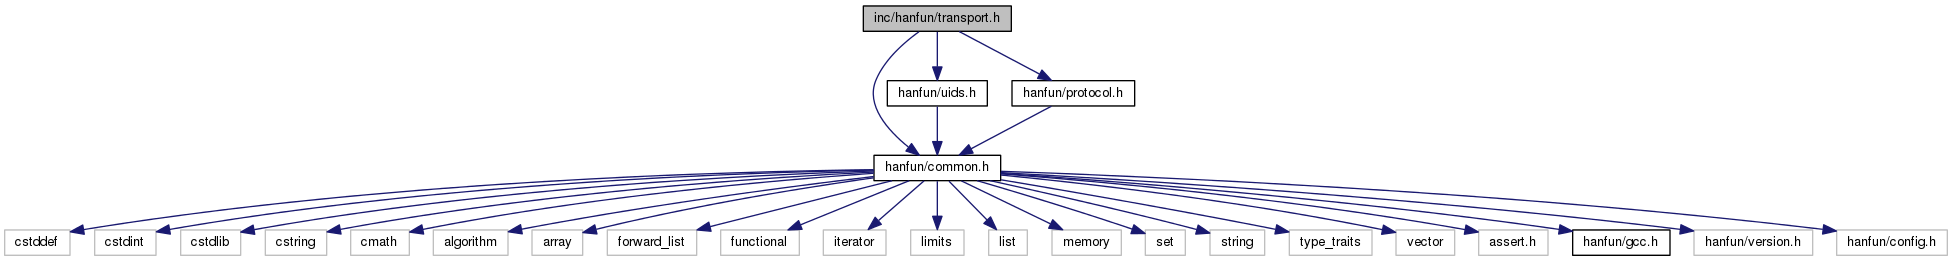 inc/hanfun/transport.h
hanfun/uids.h
hanfun/protocol.h
hanfun/common.h
cstddef
cstdint
cstdlib
cstring
cmath
algorithm
array
forward_list
functional
iterator
limits
list
memory
set
string
type_traits
vector
assert.h
hanfun/gcc.h
hanfun/version.h
hanfun/config.h